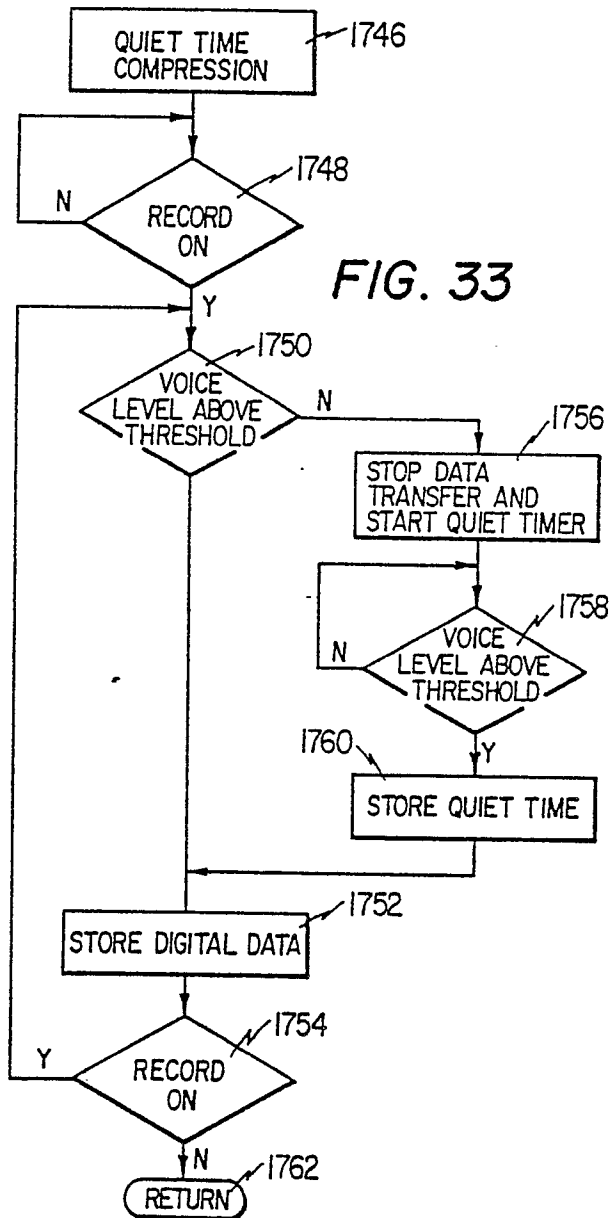 1746
QUIET TIME
COMPRESSION
1748
N
RECORD
ON
FIG. 33
Y
1750
VOICE
LEVEL ABOVE
THRESHOLD
N
1756
STOP DATA
TRANSFER AND
START QUIET TIMER
1758
VOICE
LEVEL ABOVE
THRESHOLD
N
1760
Y
STORE QUIET TIME
1752
STORE DIGITAL DATA
1754
Y
RECORD
ON
N
1762
RETURN